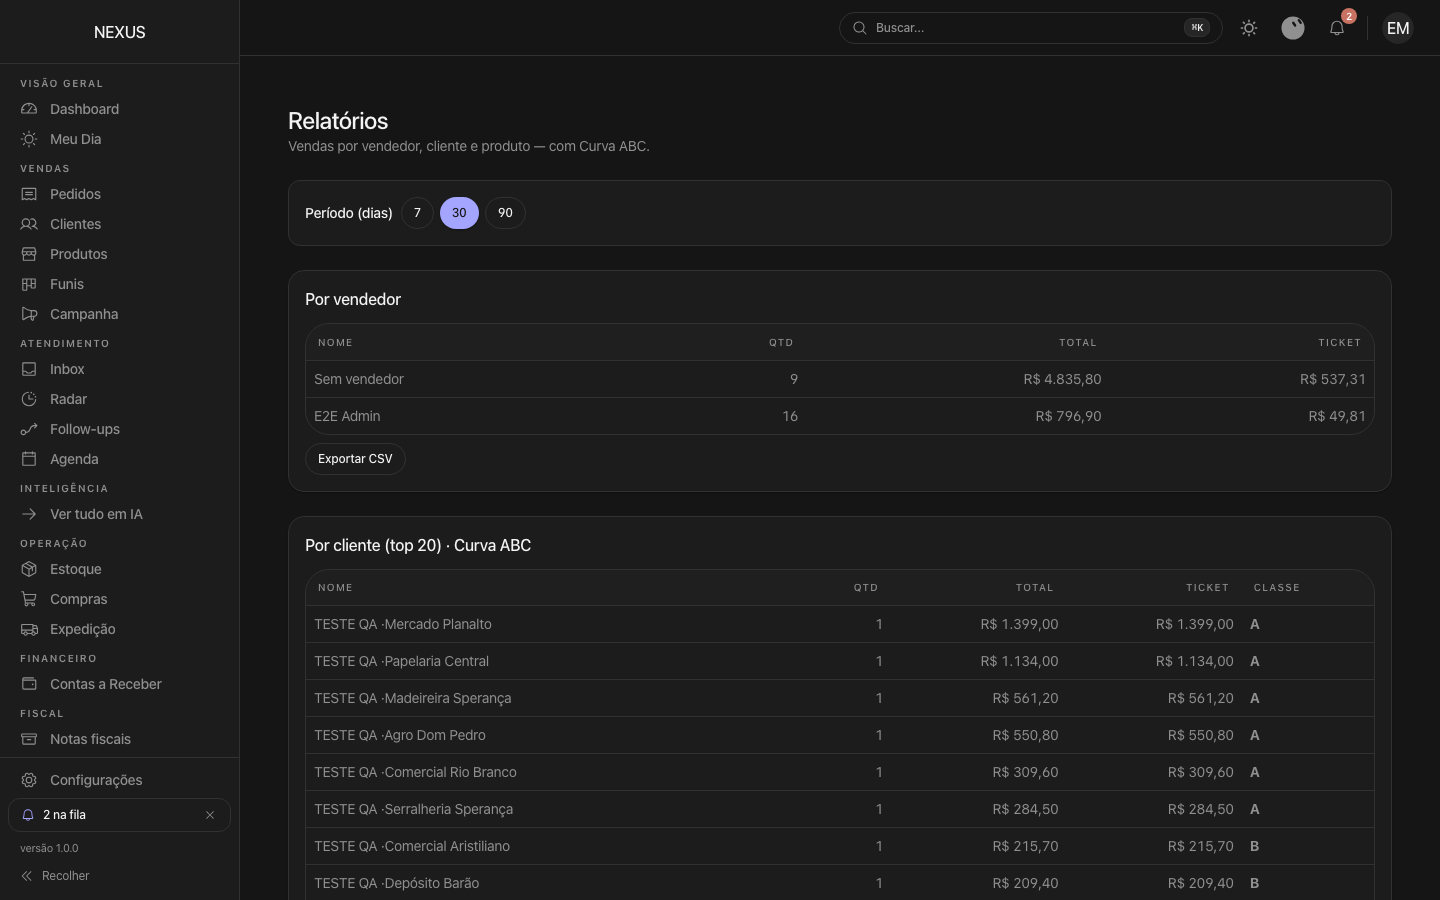 NEXUS
Buscar...
⌘K
2
EM
VISÃO GERAL
Dashboard
Meu Dia
VENDAS
Pedidos
Clientes
Produtos
Funis
Campanha
ATENDIMENTO
Inbox
Radar
Follow-ups
Agenda
INTELIGÊNCIA
Ver tudo em IA
OPERAÇÃO
Estoque
Compras
Expedição
FINANCEIRO
Contas a Receber
FISCAL
Notas fiscais
Configurações
2 na fila
versão 1.0.0
Recolher
Relatórios
Vendas por vendedor, cliente e produto — com Curva ABC.
Período (dias) 7 30 90
Por vendedor
NOME QTD TOTAL TICKET
Sem vendedor 9 R$ 4.835,80 R$ 537,31
E2E Admin 16 R$ 796,90 R$ 49,81
Exportar CSV
Por cliente (top 20) · Curva ABC
NOME QTD TOTAL TICKET CLASSE
TESTE QA ·Mercado Planalto 1 R$ 1.399,00 R$ 1.399,00 A
TESTE QA ·Papelaria Central 1 R$ 1.134,00 R$ 1.134,00 A
TESTE QA ·Madeireira Sperança 1 R$ 561,20 R$ 561,20 A
TESTE QA ·Agro Dom Pedro 1 R$ 550,80 R$ 550,80 A
TESTE QA ·Comercial Rio Branco 1 R$ 309,60 R$ 309,60 A
TESTE QA ·Serralheria Sperança 1 R$ 284,50 R$ 284,50 A
TESTE QA ·Comercial Aristiliano 1 R$ 215,70 R$ 215,70 B
TESTE QA ·Depósito Barão 1 R$ 209,40 R$ 209,40 B